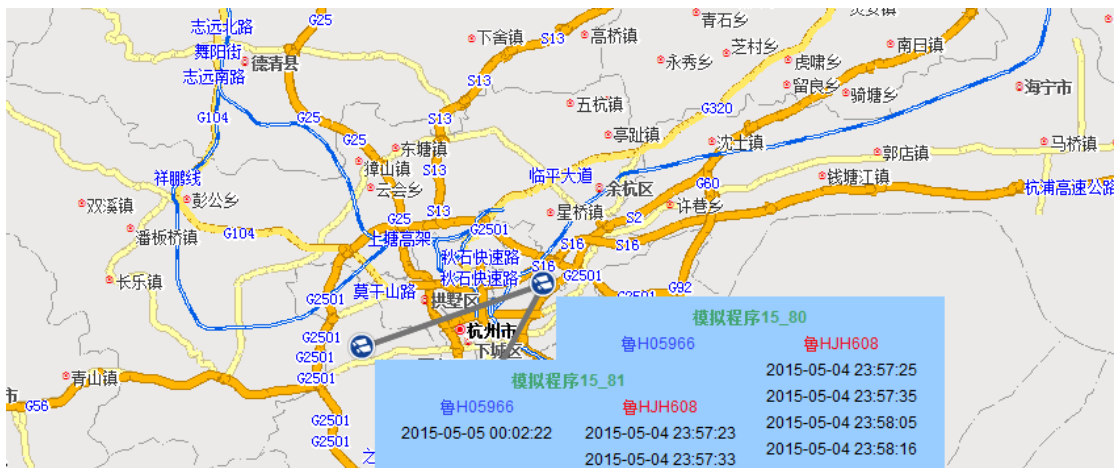 志远北路
G25
下舍镇
S13
高桥镇
青石乡
舞阳街
德清县
永秀乡
芝村乡
虎啸乡
南日镇
志远南路
S13
留良乡
骑塘乡
海宁市
G104
G25
S13
五杭镇
G320
G25
东塘镇
亭趾镇
沈士镇
马桥镇
獐山镇
S13
郭店镇
祥鹏线
云会乡
临平大道
余杭区
G60
钱塘江镇
杭浦高速公路
双溪镇
彭公乡
S13
星桥镇
许巷乡
潘板桥镇
G104
G25
G2501
S2
上塘高架
S16
S16
秋石快速路
长乐镇
秋石快速路
S16
G2501
G2501
莫干山路
拱墅区
G92
G2501
G2501
杭州市
G2501
下城区
青山镇
G2501
G2501
市
G56
G2501
G2501
之
模拟程序15_80
鲁H05966
鲁HJH608
2015-05-04 23:57:25
2015-05-04 23:57:35
2015-05-04 23:58:05
2015-05-04 23:58:16
模拟程序15_81
鲁H05966
鲁HJH608
2015-05-05 00:02:22
2015-05-04 23:57:23
2015-05-04 23:57:33